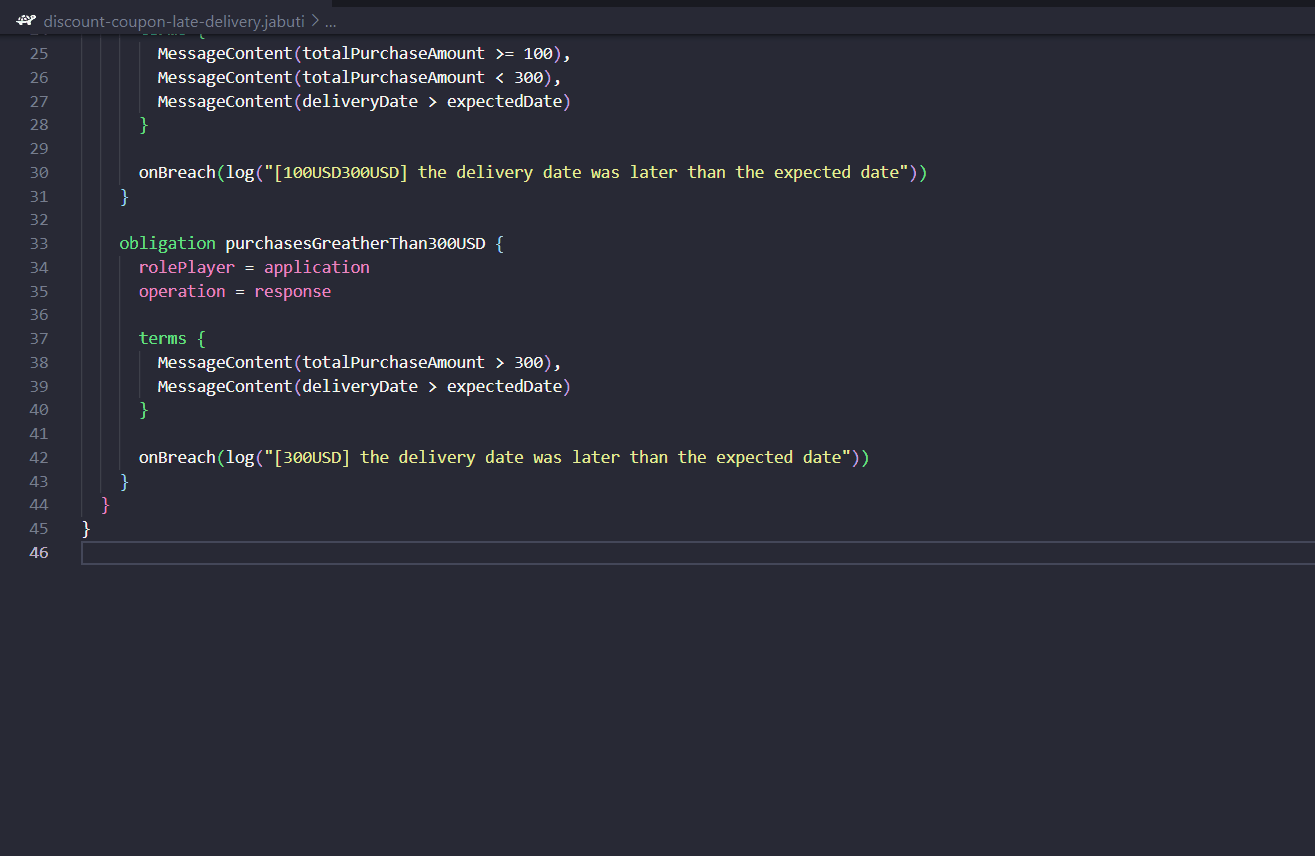 discount-coupon-late-delivery.jabuti > ...
25 MessageContent(totalPurchaseAmount >= 100),
26 MessageContent(totalPurchaseAmount < 300),
27 MessageContent(deliveryDate > expectedDate)
28 }
29
30 onBreach(log("[100USD300USD] the delivery date was later than the expected date"))
31 }
32
33 obligation purchasesGreatherThan300USD {
34 rolePlayer = application
35 operation = response
36
37 terms {
38 MessageContent(totalPurchaseAmount > 300),
39 MessageContent(deliveryDate > expectedDate)
40 }
41
42 onBreach(log("[300USD] the delivery date was later than the expected date"))
43 }
44 }
45 }
46